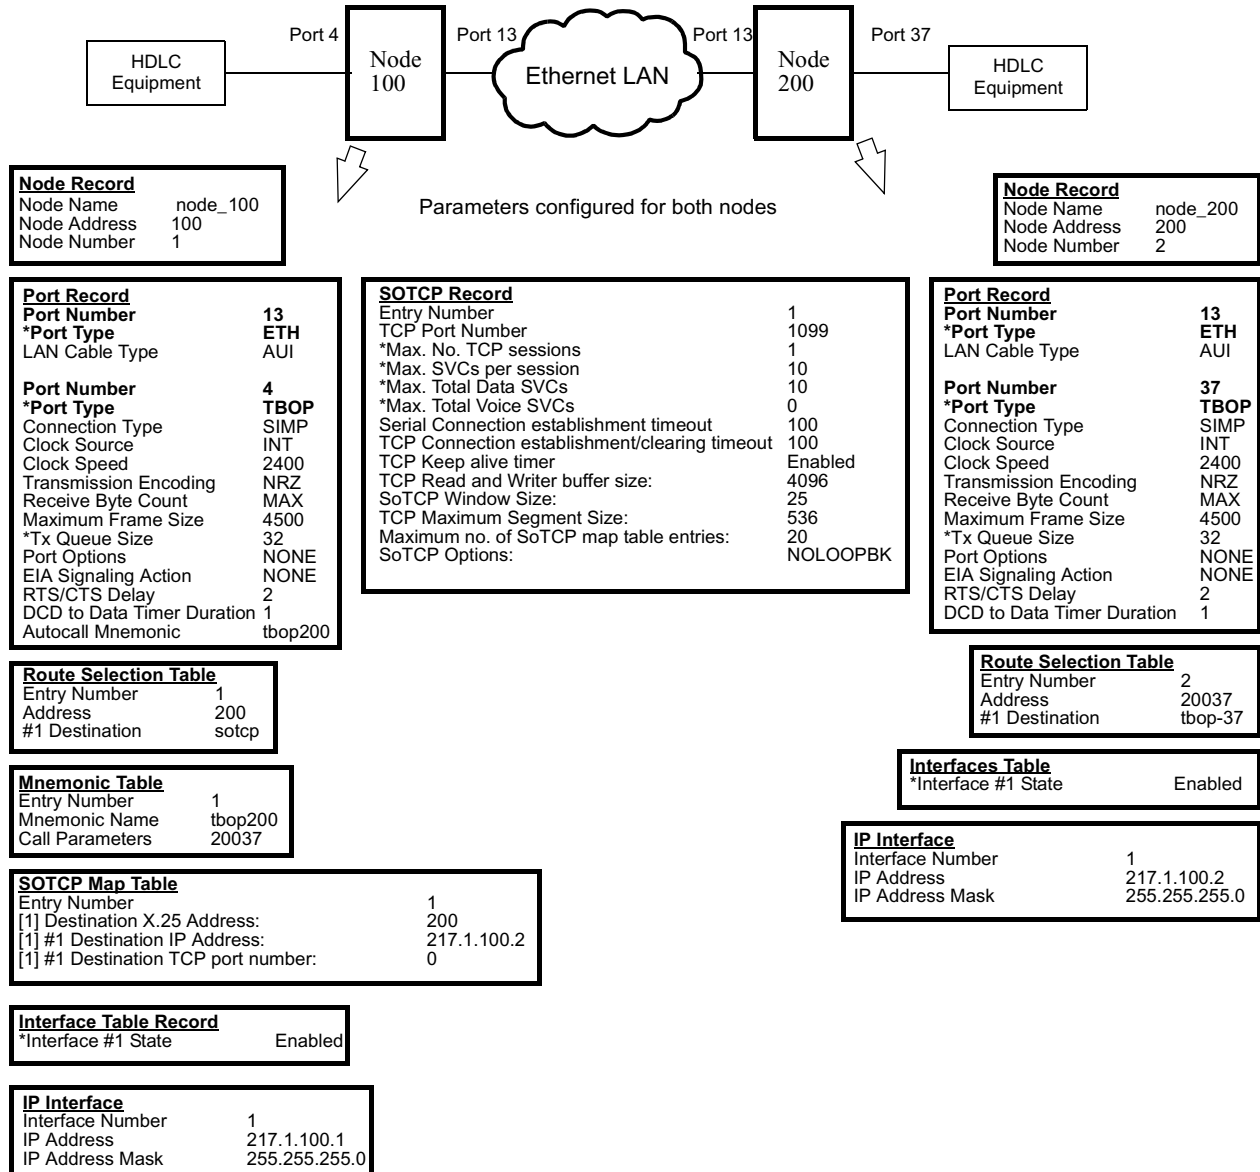 Port 4
Port 13
Port 13
Port 37
HDLC
Equipment
Node
100
Ethernet LAN
Node
200
HDLC
Equipment
Parameters configured for both nodes
Node Record
Node Name node_100
Node Address 100
Node Number 1
Node Record
Node Name node_200
Node Address 200
Node Number 2
Port Record
Port Number 13
*Port Type ETH
LAN Cable Type AUI
Port Number 4
*Port Type TBOP
Connection Type SIMP
Clock Source INT
Clock Speed 2400
Transmission Encoding NRZ
Receive Byte Count MAX
Maximum Frame Size 4500
*Tx Queue Size 32
Port Options NONE
EIA Signaling Action NONE
RTS/CTS Delay 2
DCD to Data Timer Duration 1
Autocall Mnemonic tbop200
SOTCP Record
Entry Number 1
TCP Port Number 1099
*Max. No. TCP sessions 1
*Max. SVCs per session 10
*Max. Total Data SVCs 10
*Max. Total Voice SVCs 0
Serial Connection establishment timeout 100
TCP Connection establishment/clearing timeout 100
TCP Keep alive timer Enabled
TCP Read and Writer buffer size: 4096
SoTCP Window Size: 25
TCP Maximum Segment Size: 536
Maximum no. of SoTCP map table entries: 20
SoTCP Options: NOLOOPBK
Port Record
Port Number 13
*Port Type ETH
LAN Cable Type AUI
Port Number 37
*Port Type TBOP
Connection Type SIMP
Clock Source INT
Clock Speed 2400
Transmission Encoding NRZ
Receive Byte Count MAX
Maximum Frame Size 4500
*Tx Queue Size 32
Port Options NONE
EIA Signaling Action NONE
RTS/CTS Delay 2
DCD to Data Timer Duration 1
Route Selection Table
Entry Number 1
Address 200
#1 Destination sotcp
Route Selection Table
Entry Number 2
Address 20037
#1 Destination tbop-37
Mnemonic Table
Entry Number 1
Mnemonic Name tbop200
Call Parameters 20037
Interfaces Table
*Interface #1 State Enabled
IP Interface
Interface Number 1
IP Address 217.1.100.2
IP Address Mask 255.255.255.0
SOTCP Map Table
Entry Number 1
[1] Destination X.25 Address: 200
[1] #1 Destination IP Address: 217.1.100.2
[1] #1 Destination TCP port number: 0
Interface Table Record
*Interface #1 State Enabled
IP Interface
Interface Number 1
IP Address 217.1.100.1
IP Address Mask 255.255.255.0